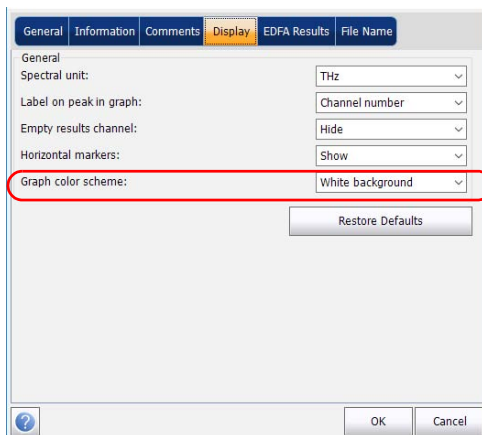 General Information Comments Display EDFA Results File Name
General
Spectral unit: THz
Label on peak in graph: Channel number
Empty results channel: Hide
Horizontal markers: Show
Graph color scheme: White background
Restore Defaults
? OK Cancel